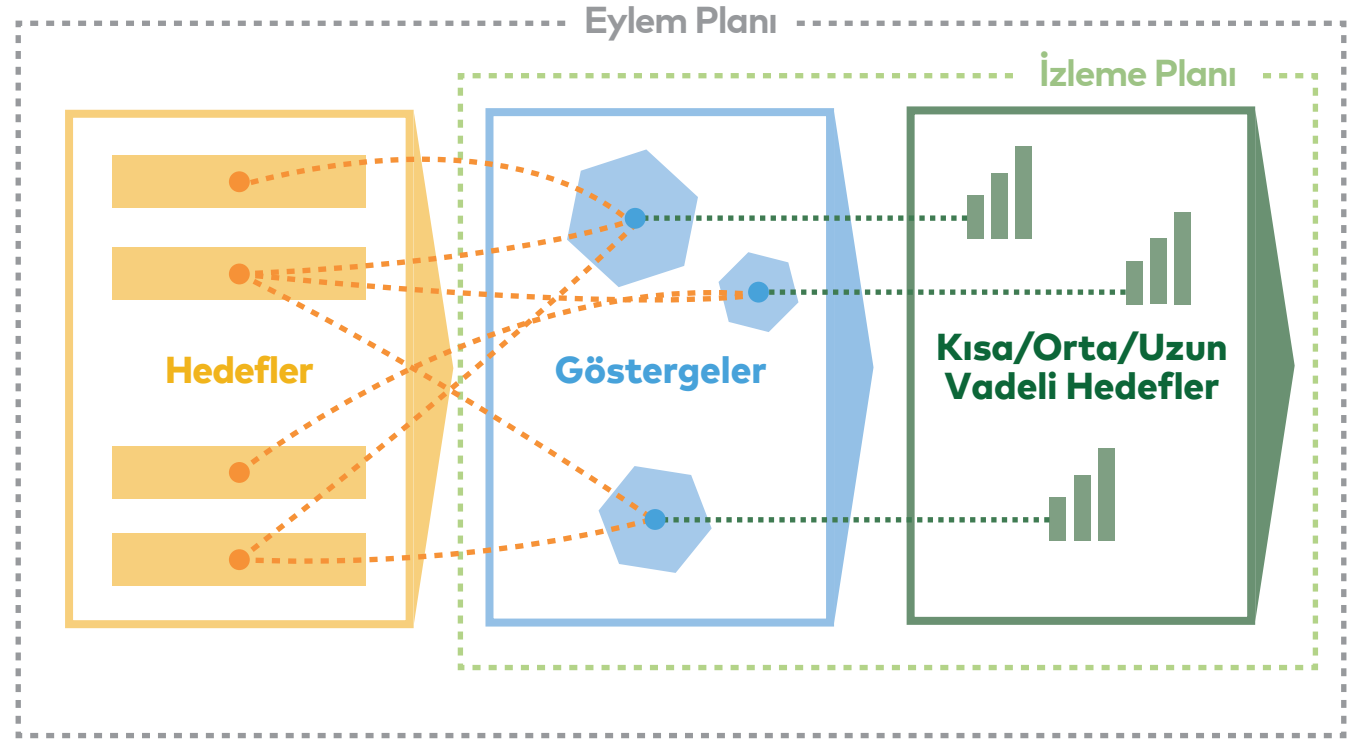 Eylem Planı
İzleme Planı
Hedefler
Göstergeler
Kısa/Orta/Uzun
Vadeli Hedefler